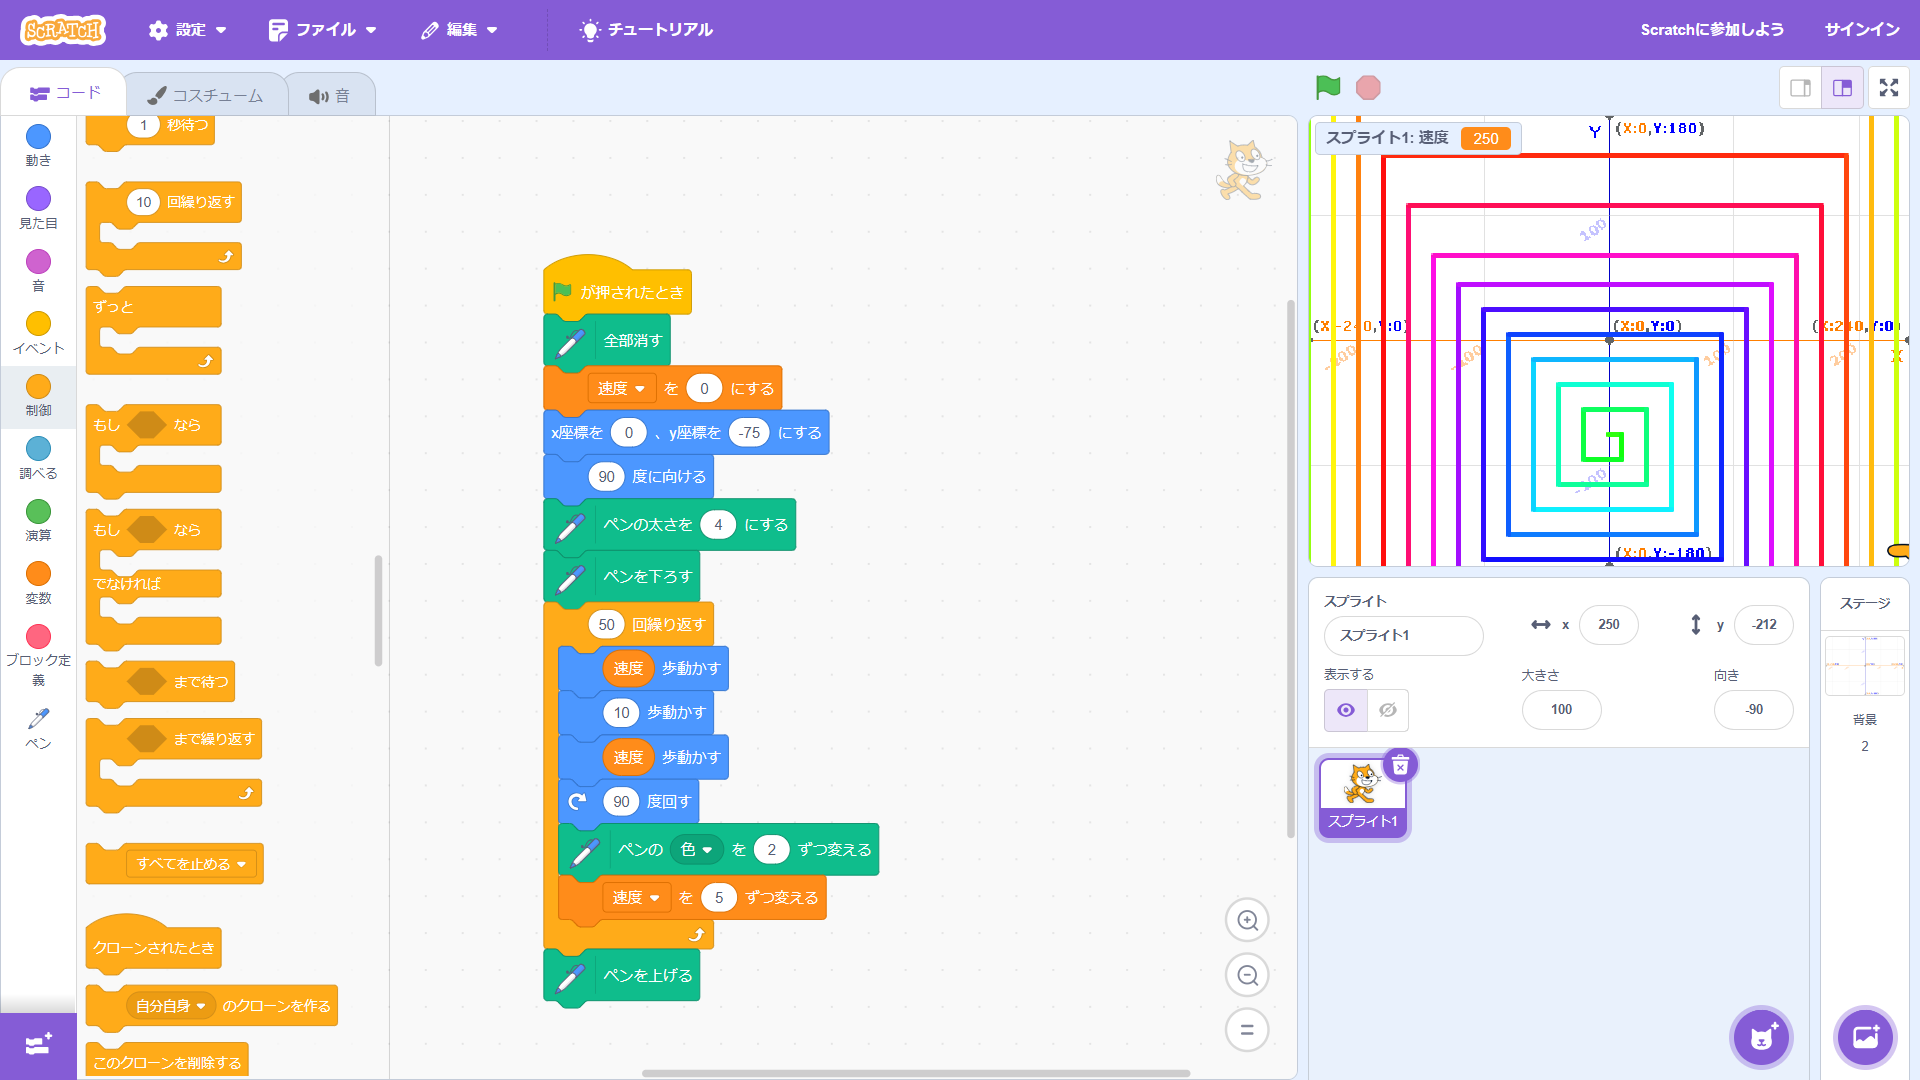 SCRATCH
設定
ファイル
編集
チュートリアル
Scratchに参加しよう
サインイン
コード
コスチューム
音
動き
見た目
音
イベント
制御
調べる
演算
変数
ブロック定
義
ペン
1 秒待つ
10 回繰り返す
ずっと
もし なら
もし なら
でなければ
まで待つ
まで繰り返す
すべてを止める
クローンされたとき
自分自身 のクローンを作る
このクローンを削除する
が押されたとき
全部消す
速度 を 0 にする
x座標を 0 、y座標を -75 にする
90 度に向ける
ペンの太さを 4 にする
ペンを下ろす
50 回繰り返す
速度 歩動かす
10 歩動かす
速度 歩動かす
90 度回す
ペンの 色 を 2 ずつ変える
速度 を 5 ずつ変える
ペンを上げる
スプライト1: 速度 250
Y (X:0,Y:180)
100
(X:-240,Y:0) (X:0,Y:0) (X:240,Y:0)
-200 -100 100 200 X
-100
(X:0,Y:-180)
スプライト
スプライト1
x 250
y -212
表示する
大きさ
100
向き
-90
スプライト1
ステージ
背景
2